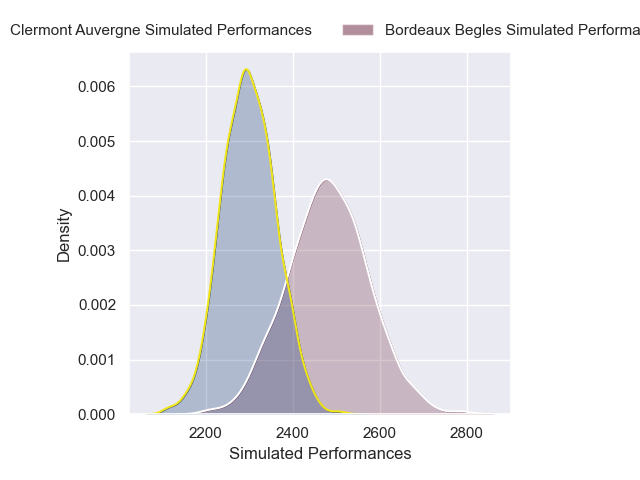 Clermont Auvergne Simulated Performances
Bordeaux Begles Simulated Performa
0.006
0.005
0.004
0.003
0.002
0.001
0.000
Density
2200 2400 2600 2800
Simulated Performances